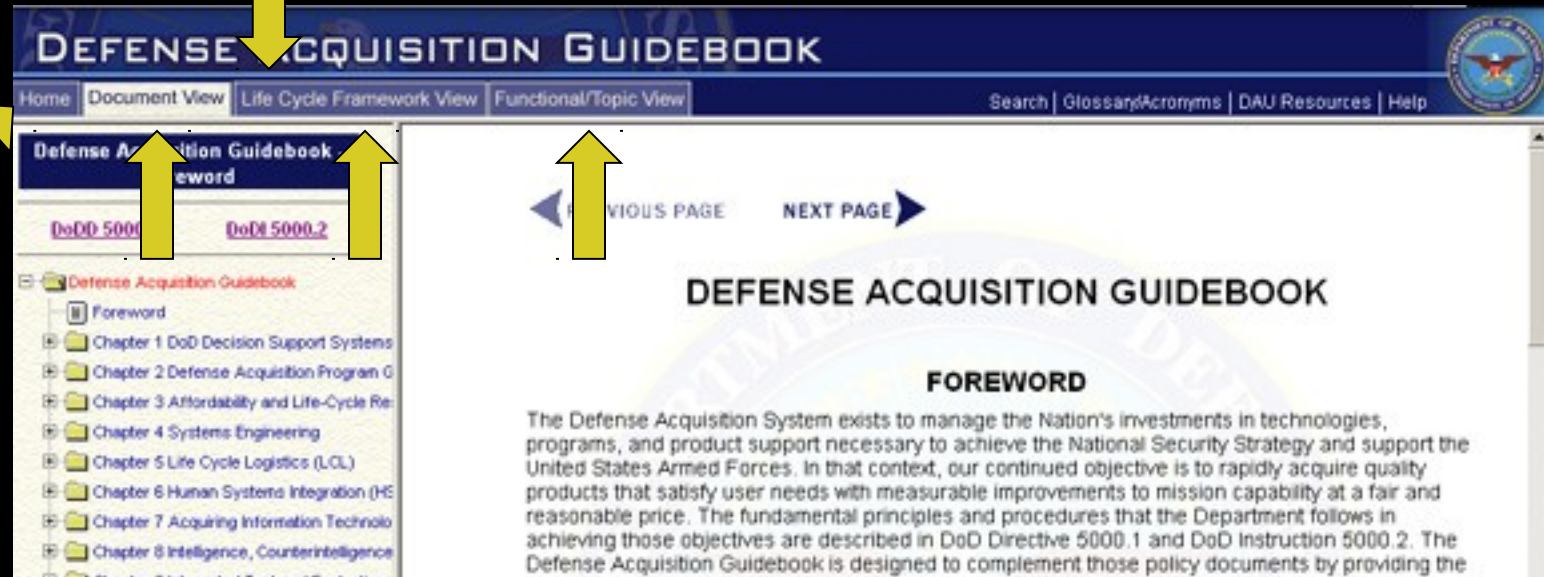 DEFENSE ACQUISITION GUIDEBOOK
Home Document View Life Cycle Framework View Functional/Topic View Search | Glossary/Acronyms | DAU Resources | Help
Defense Acquisition Guidebook -
Foreword
DoDD 5000 DoDI 5000.2
PREVIOUS PAGE NEXT PAGE
Defense Acquisition Guidebook
Foreword
Chapter 1 DoD Decision Support Systems
Chapter 2 Defense Acquisition Program G
Chapter 3 Affordability and Life-Cycle Re
Chapter 4 Systems Engineering
Chapter 5 Life Cycle Logistics (LCL)
Chapter 6 Human Systems Integration (HS
Chapter 7 Acquiring Information Technolo
Chapter 8 Intelligence, Counterintelligence
DEFENSE ACQUISITION GUIDEBOOK
FOREWORD
The Defense Acquisition System exists to manage the Nation's investments in technologies,
programs, and product support necessary to achieve the National Security Strategy and support the
United States Armed Forces. In that context, our continued objective is to rapidly acquire quality
products that satisfy user needs with measurable improvements to mission capability at a fair and
reasonable price. The fundamental principles and procedures that the Department follows in
achieving those objectives are described in DoD Directive 5000.1 and DoD Instruction 5000.2. The
Defense Acquisition Guidebook is designed to complement those policy documents by providing the